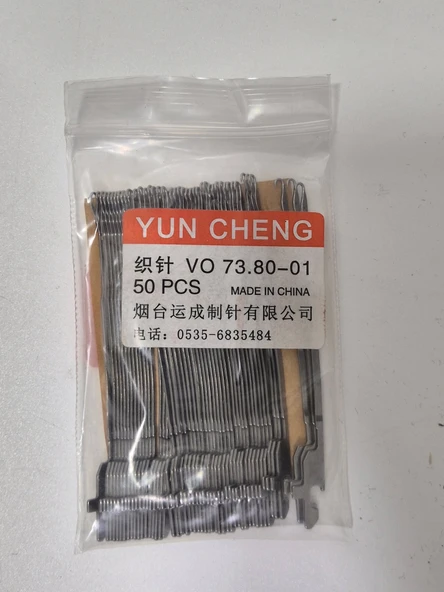 YUN CHENG
织针 VO 73.80-01
50 PCS MADE IN CHINA
烟台运成制针有限公司
电话: 0535-6835484